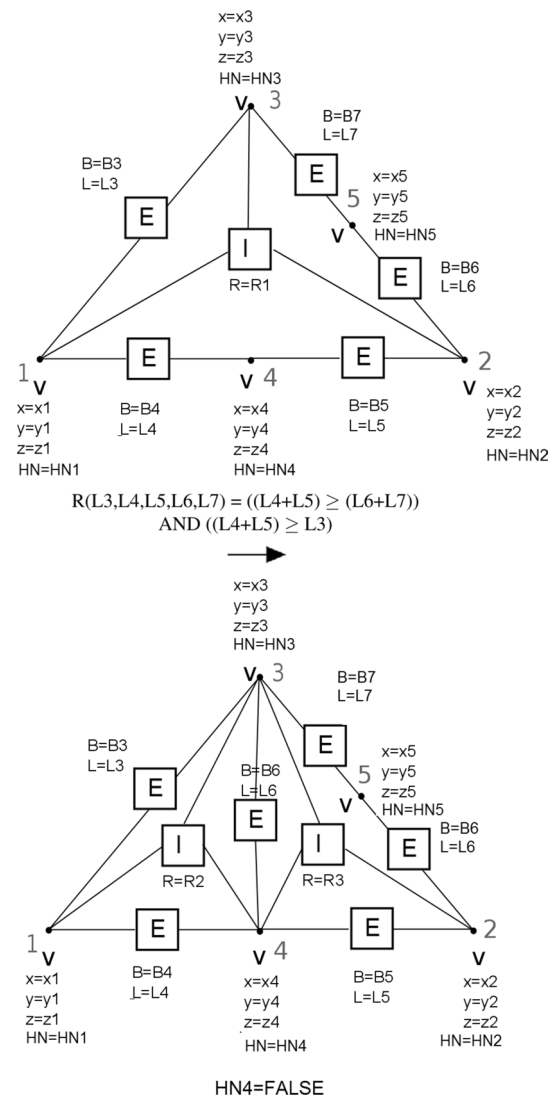 x=x3
y=y3
z=z3
HN=HN3
v 3
B=B7
L=L7
B=B3
L=L3
E
E
5
x=x5
y=y5
z=z5
HN=HN5
v
I
R=R1
E
B=B6
L=L6
1
v
E
v 4
E
2
v
x=x1
y=y1
z=z1
HN=HN1
B=B4
L=L4
x=x4
y=y4
z=z4
HN=HN4
B=B5
L=L5
x=x2
y=y2
z=z2
HN=HN2
R(L3,L4,L5,L6,L7) = ((L4+L5) ≥ (L6+L7))
AND ((L4+L5) ≥ L3)
x=x3
y=y3
z=z3
HN=HN3
v 3
B=B7
L=L7
B=B3
L=L3
E
E
5
x=x5
y=y5
z=z5
HN=HN5
v
B=B6
L=L6
E
I
R=R2
I
R=R3
E
B=B6
L=L6
1
v
E
v 4
E
2
v
x=x1
y=y1
z=z1
HN=HN1
B=B4
L=L4
x=x4
y=y4
z=z4
HN=HN4
B=B5
L=L5
x=x2
y=y2
z=z2
HN=HN2
HN4=FALSE